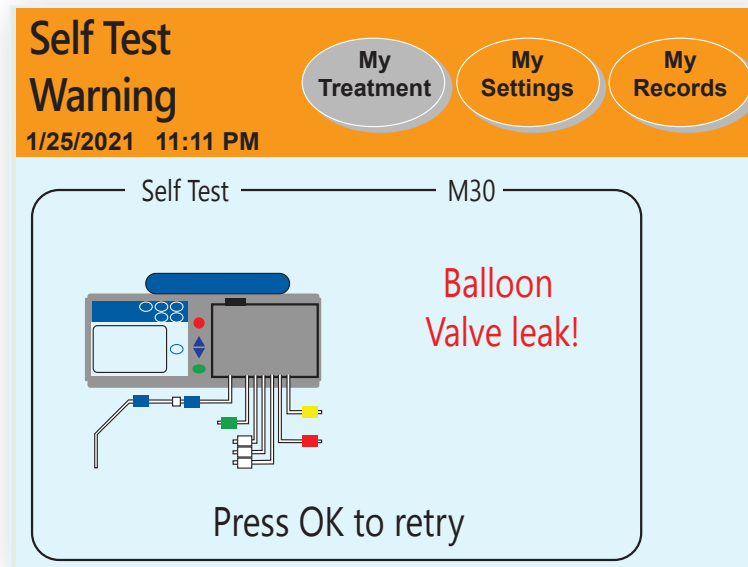 Self Test
Warning
1/25/2021 11:11 PM
My
Treatment
My
Settings
My
Records
Self Test
M30
Balloon
Valve leak!
Press OK to retry